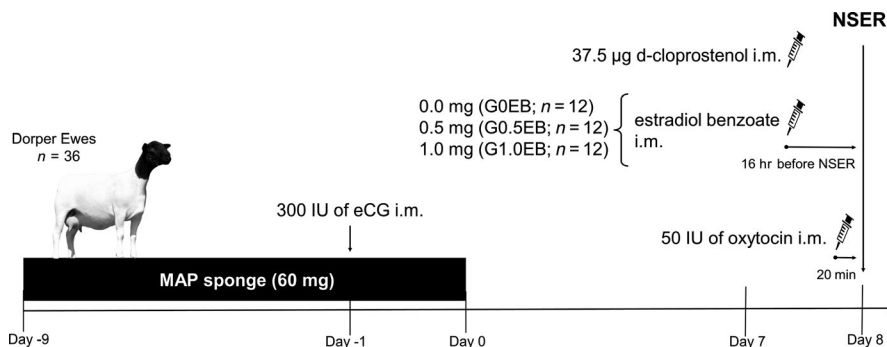 NSER
37.5 µg d-cloprostenol i.m.
0.0 mg (G0EB; n = 12)
0.5 mg (G0.5EB; n = 12)
1.0 mg (G1.0EB; n = 12)
estradiol benzoate
i.m.
Dorper Ewes
n = 36
16 hr before NSER
300 IU of eCG i.m.
50 IU of oxytocin i.m.
20 min
MAP sponge (60 mg)
Day -9
Day -1
Day 0
Day 7
Day 8